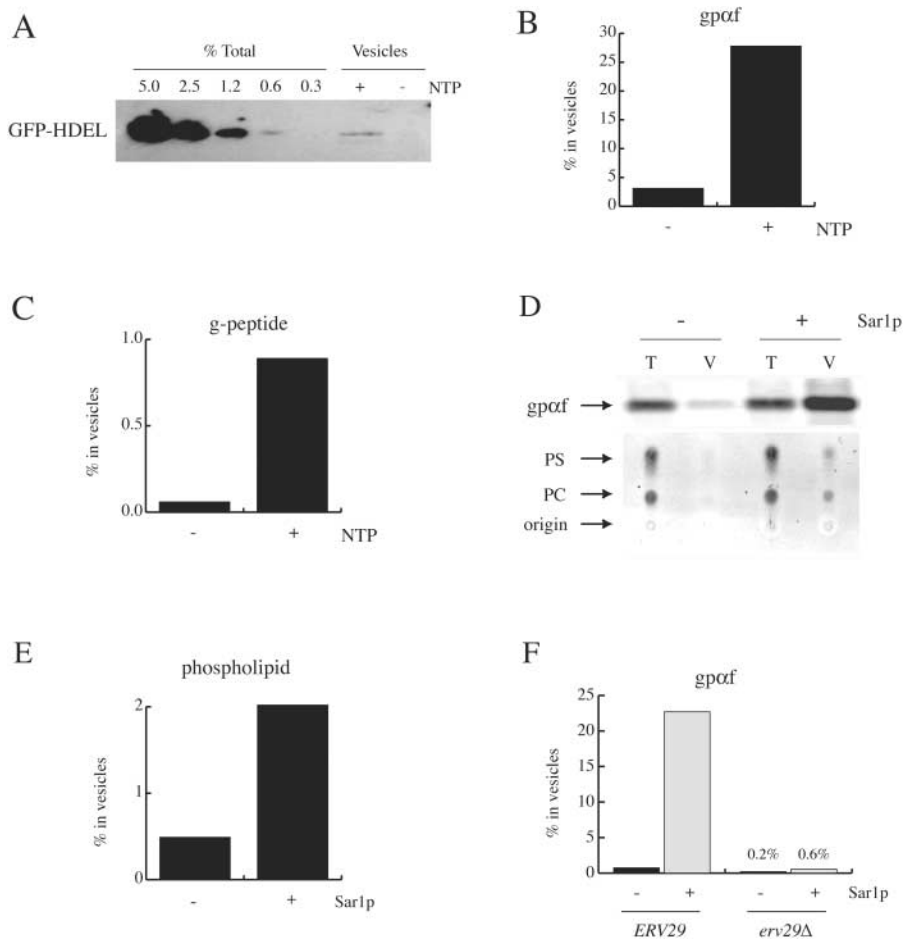 A
% Total
Vesicles
5.0 2.5 1.2 0.6 0.3 + - NTP
GFP-HDEL
B
gpαf
30
25
20
15
10
5
0
% in vesicles
- + NTP
C
g-peptide
1.0
0.5
0.0
% in vesicles
- + NTP
D
- + Sar1p
T V T V
gpαf
PS
PC
origin
E
phospholipid
2
1
0
% in vesicles
- + Sar1p
F
gpαf
25
20
15
10
5
0
% in vesicles
0.2% 0.6%
- + - + Sar1p
ERV29 erv29Δ